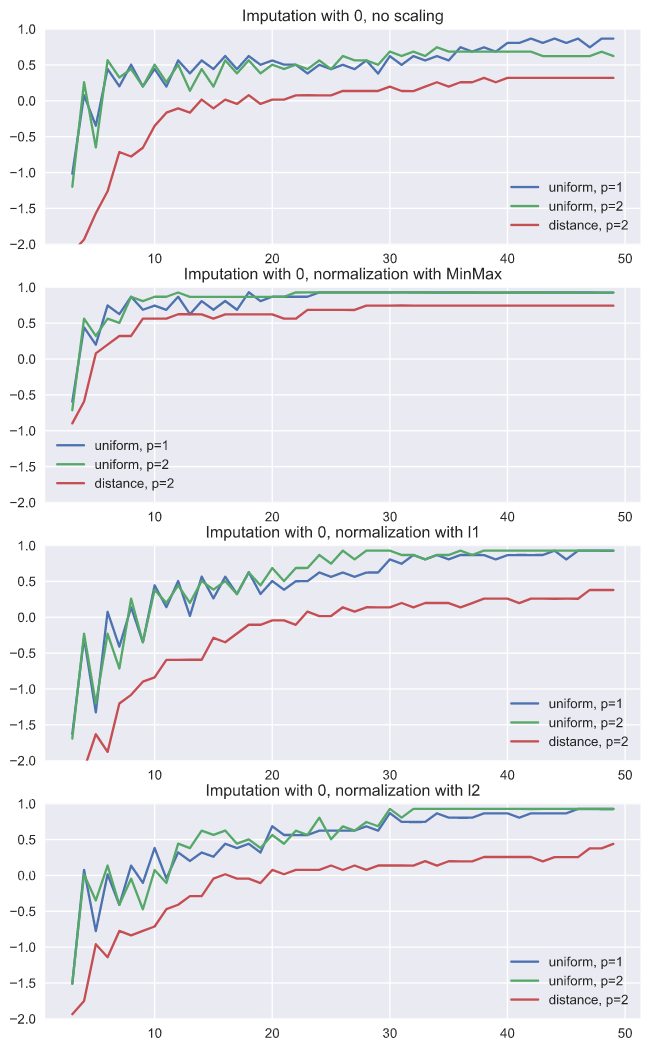 Imputation with 0, no scaling
1.0
0.5
0.0
−0.5
−1.0
−1.5
−2.0
uniform, p=1
uniform, p=2
distance, p=2
10 20 30 40 50
Imputation with 0, normalization with MinMax
1.0
0.5
0.0
−0.5
−1.0
−1.5
−2.0
uniform, p=1
uniform, p=2
distance, p=2
10 20 30 40 50
Imputation with 0, normalization with l1
1.0
0.5
0.0
−0.5
−1.0
−1.5
−2.0
uniform, p=1
uniform, p=2
distance, p=2
10 20 30 40 50
Imputation with 0, normalization with l2
1.0
0.5
0.0
−0.5
−1.0
−1.5
−2.0
uniform, p=1
uniform, p=2
distance, p=2
10 20 30 40 50